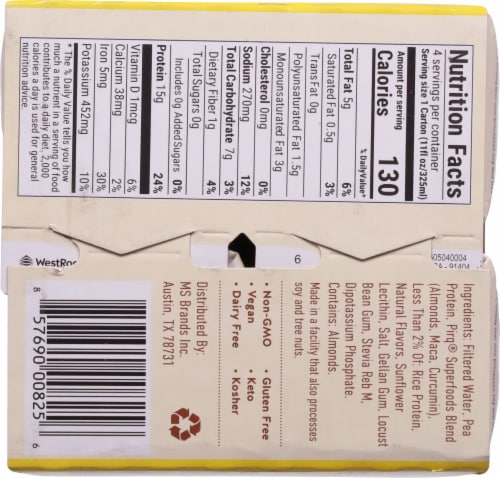 Nutrition Facts
4 servings per container
Serving size 1 Carton (11fl oz/325ml)
Amount per serving
Calories 130
% Daily Value*
Total Fat 5g 6%
Saturated Fat 0.5g 3%
Trans Fat 0g
Polyunsaturated Fat 1.5g
Monounsaturated Fat 3g
Cholesterol 0mg 0%
Sodium 270mg 12%
Total Carbohydrate 7g 3%
Dietary Fiber 1g 4%
Total Sugars 0g
Includes 0g Added Sugars 0%
Protein 15g 24%
Vitamin D 1mcg 6%
Calcium 38mg 2%
Iron 5mg 30%
Potassium 452mg 10%
* The % Daily Value tells you how
much a nutrient in a serving of food
contributes to a daily diet. 2,000
calories a day is used for general
nutrition advice.
WestRoc
6
05040004
Ingredients: Filtered Water, Pea
Protein, Pirq® Superfoods Blend
(Almonds, Maca, Curcumin),
Less Than 2% Of: Rice Protein,
Natural Flavors, Sunflower
Lecithin, Salt, Gellan Gum, Locust
Bean Gum, Stevia Reb M,
Dipotassium Phosphate.
Contains: Almonds.
Made in a facility that also processes
soy and tree nuts.
• Non-GMO • Gluten Free
• Vegan • Keto
• Dairy Free • Kosher
Distributed By:
MS Brands Inc.
Austin, TX 78731
8 57690 00825 6